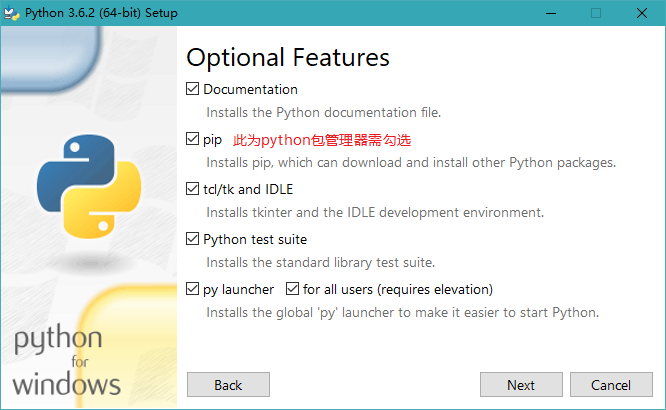 Python 3.6.2 (64-bit) Setup
Optional Features
Documentation
Installs the Python documentation file.
pip 此为python包管理器需勾选
Installs pip, which can download and install other Python packages.
tcl/tk and IDLE
Installs tkinter and the IDLE development environment.
Python test suite
Installs the standard library test suite.
py launcher for all users (requires elevation)
Installs the global 'py' launcher to make it easier to start Python.
python
for
windows
Back Next Cancel